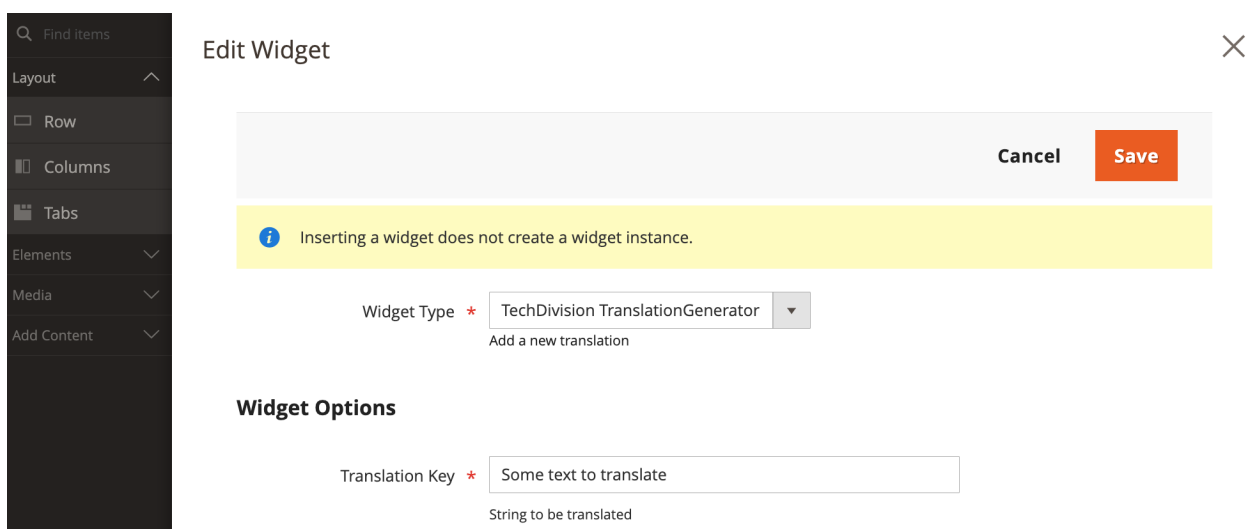 Find items
Layout
Row
Columns
Tabs
Elements
Media
Add Content
Edit Widget
Cancel
Save
Inserting a widget does not create a widget instance.
Widget Type * TechDivision TranslationGenerator
Add a new translation
Widget Options
Translation Key * Some text to translate
String to be translated